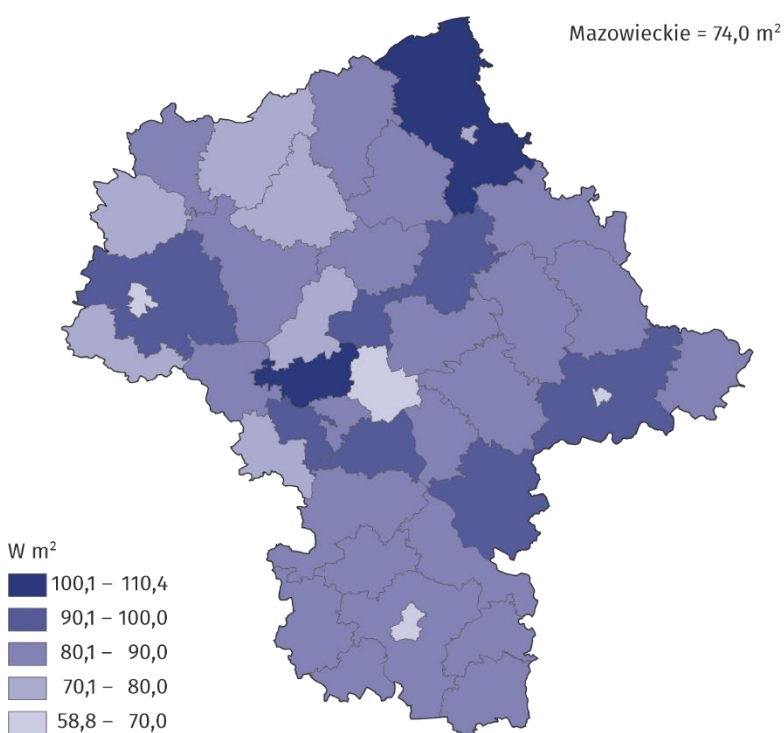 Mazowieckie = 74,0 m²
W m²
100,1 – 110,4
90,1 – 100,0
80,1 – 90,0
70,1 – 80,0
58,8 – 70,0